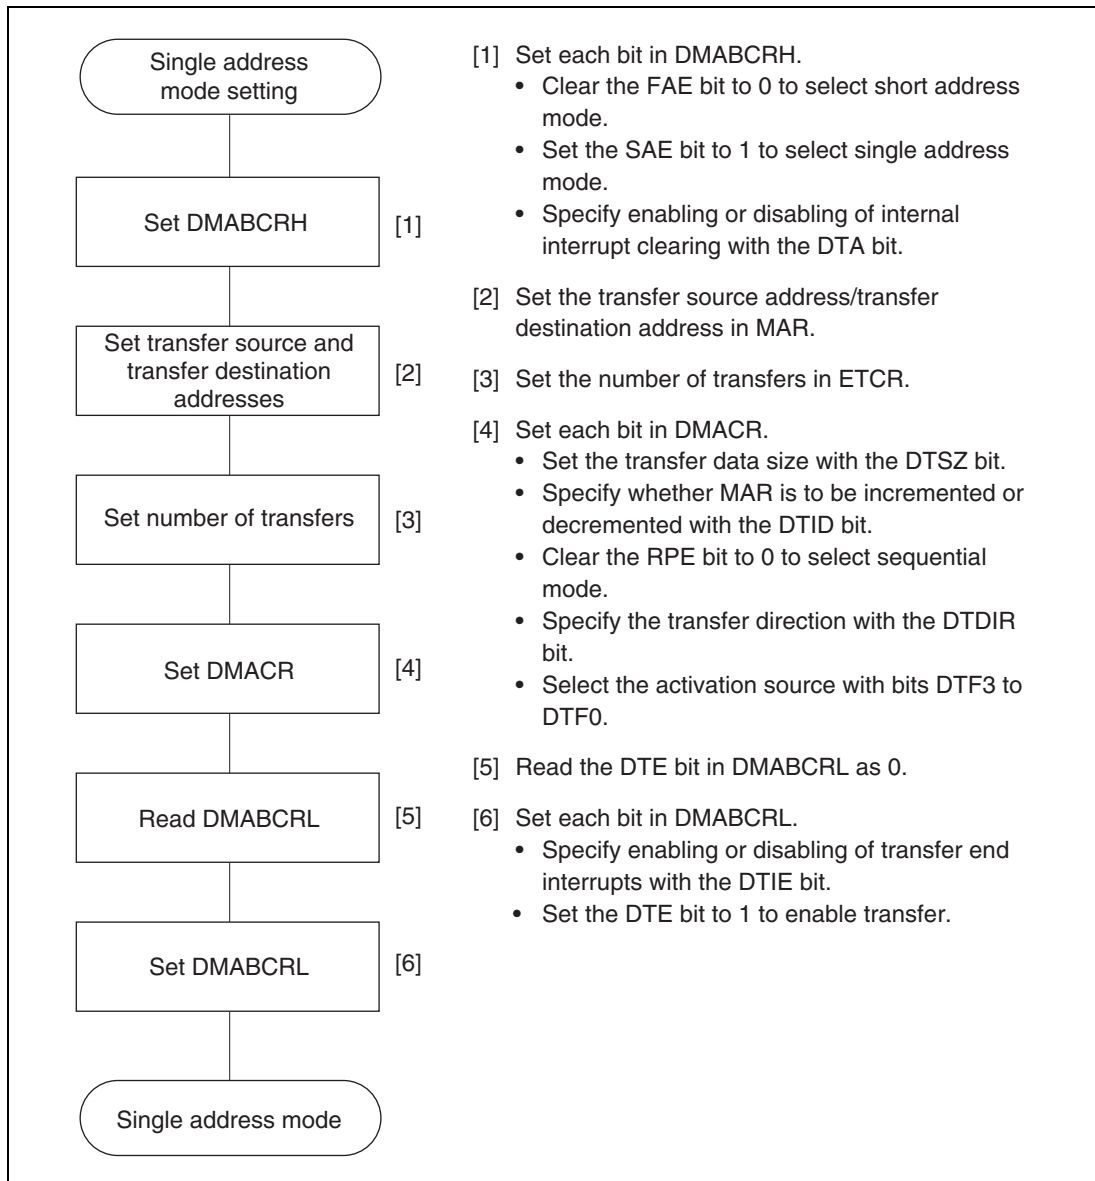 Single address
mode setting
Set DMABCRH
[1]
Set transfer source and
transfer destination
addresses
[2]
Set number of transfers
[3]
Set DMACR
[4]
Read DMABCRL
[5]
Set DMABCRL
[6]
Single address mode
[1] Set each bit in DMABCRH.
• Clear the FAE bit to 0 to select short address
mode.
• Set the SAE bit to 1 to select single address
mode.
• Specify enabling or disabling of internal
interrupt clearing with the DTA bit.
[2] Set the transfer source address/transfer
destination address in MAR.
[3] Set the number of transfers in ETCR.
[4] Set each bit in DMACR.
• Set the transfer data size with the DTSZ bit.
• Specify whether MAR is to be incremented or
decremented with the DTID bit.
• Clear the RPE bit to 0 to select sequential
mode.
• Specify the transfer direction with the DTDIR
bit.
• Select the activation source with bits DTF3 to
DTF0.
[5] Read the DTE bit in DMABCRL as 0.
[6] Set each bit in DMABCRL.
• Specify enabling or disabling of transfer end
interrupts with the DTIE bit.
• Set the DTE bit to 1 to enable transfer.